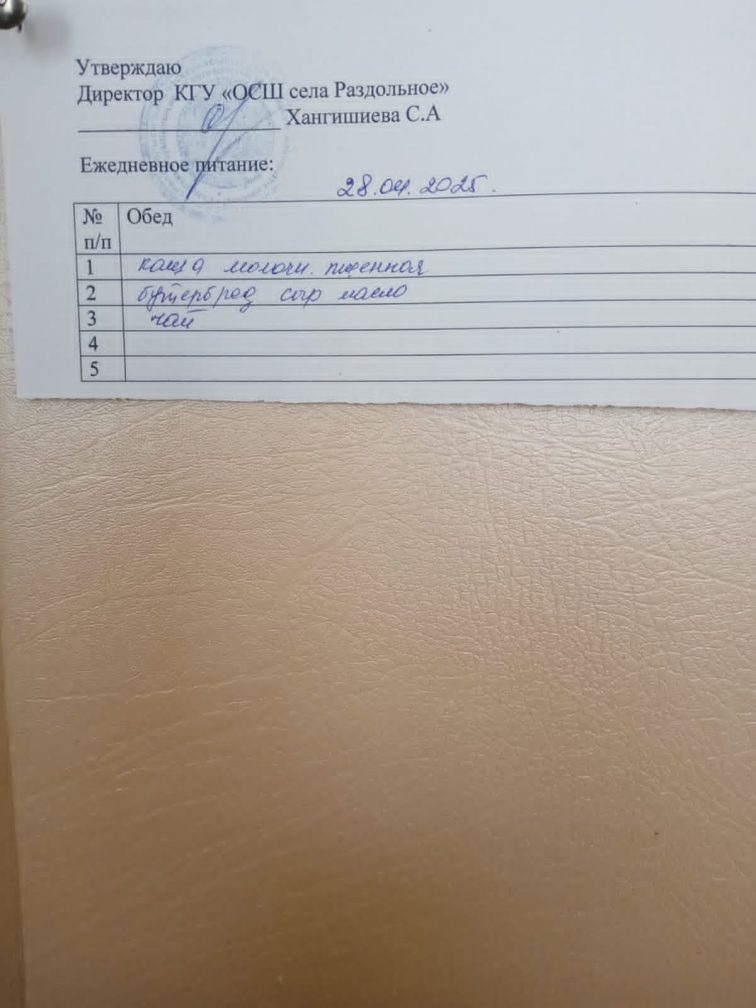 Утверждаю
Директор КГУ «ОСШ села Раздольное»
Хангишиева С.А
Ежедневное питание:
28.04.2025.
№ п/п Обед
1 каша молочн. пшенная
2 бутерброд сыр масло
3 чай
4
5